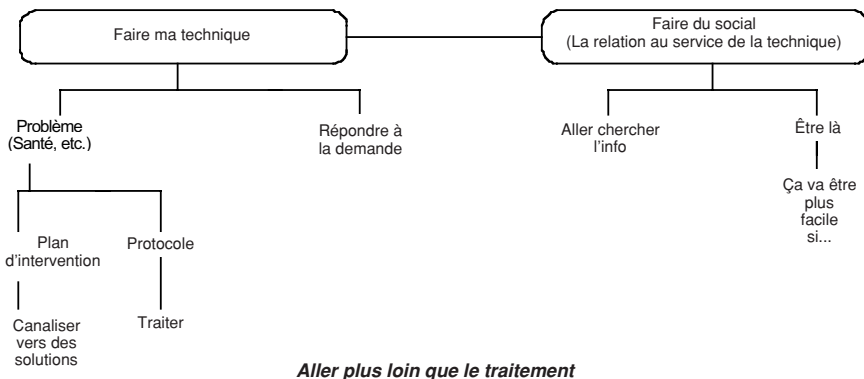 Faire ma technique
Faire du social
(La relation au service de la technique)
Problème
(Santé, etc.)
Répondre à
la demande
Aller chercher
l'info
Être là
Ça va être
plus
facile
si...
Plan
d'intervention
Protocole
Canaliser
vers des
solutions
Traiter
Aller plus loin que le traitement